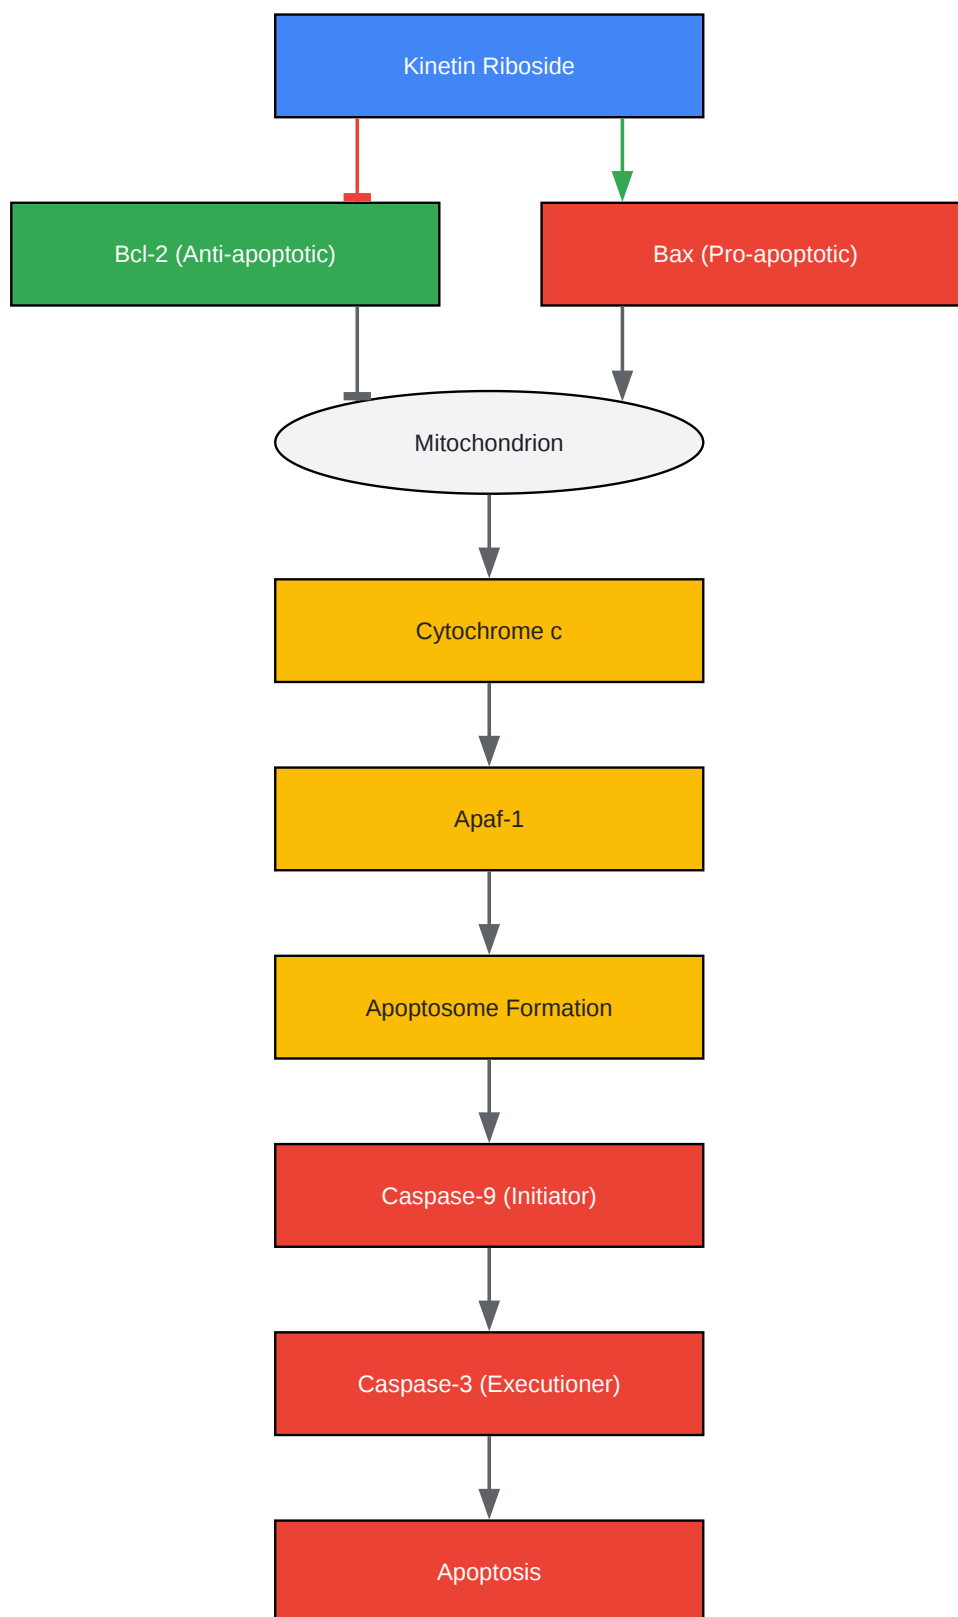 Kinetin Riboside
Bcl-2 (Anti-apoptotic)
Bax (Pro-apoptotic)
Mitochondrion
Cytochrome c
Apaf-1
Apoptosome Formation
Caspase-9 (Initiator)
Caspase-3 (Executioner)
Apoptosis